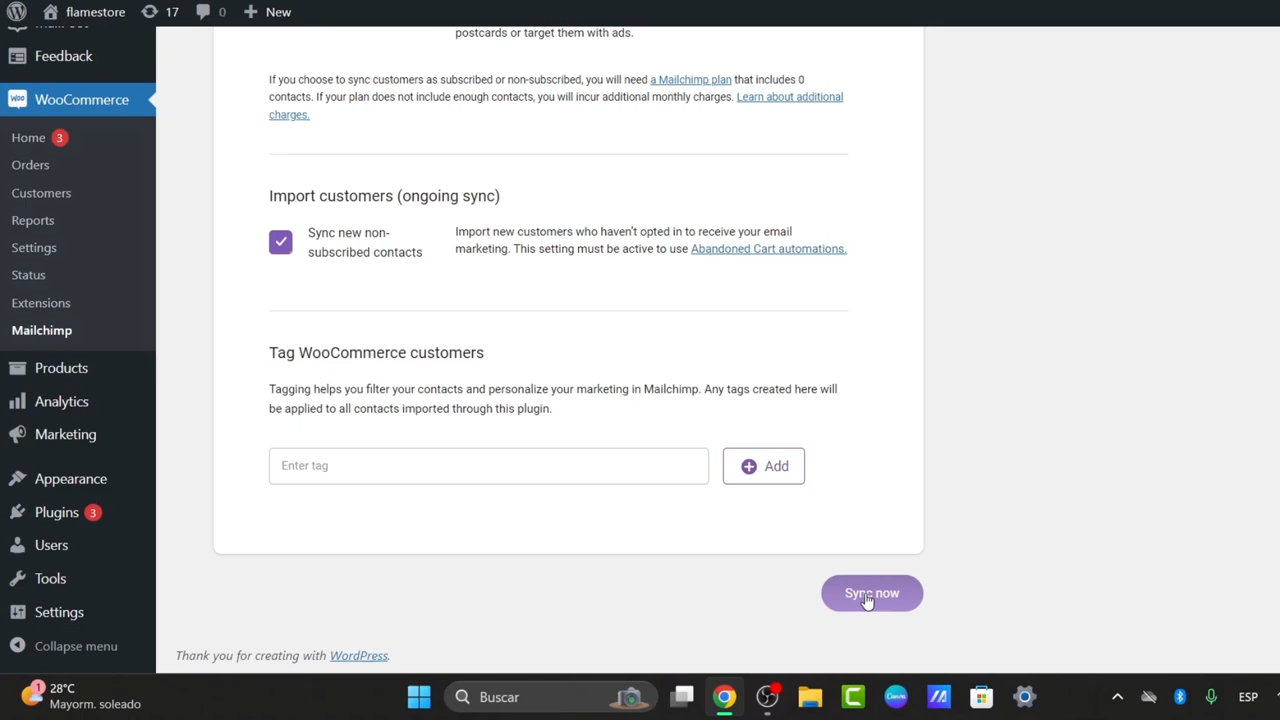 flamestore 17 0 New
Feedback
WooCommerce
Home 3
Orders
Customers
Reports
Settings
Status
Extensions
Mailchimp
Products
Analytics
Marketing
Appearance
Plugins 3
Users
Tools
Settings
Collapse menu
postcards or target them with ads.
If you choose to sync customers as subscribed or non-subscribed, you will need a Mailchimp plan that includes 0
contacts. If your plan does not include enough contacts, you will incur additional monthly charges. Learn about additional
charges.
Import customers (ongoing sync)
Sync new non-
subscribed contacts
Import new customers who haven't opted in to receive your email
marketing. This setting must be active to use Abandoned Cart automations.
Tag WooCommerce customers
Tagging helps you filter your contacts and personalize your marketing in Mailchimp. Any tags created here will
be applied to all contacts imported through this plugin.
Enter tag
Add
Sync now
Thank you for creating with WordPress.
1
28°C
Mayorm. soleado
Buscar
ESP